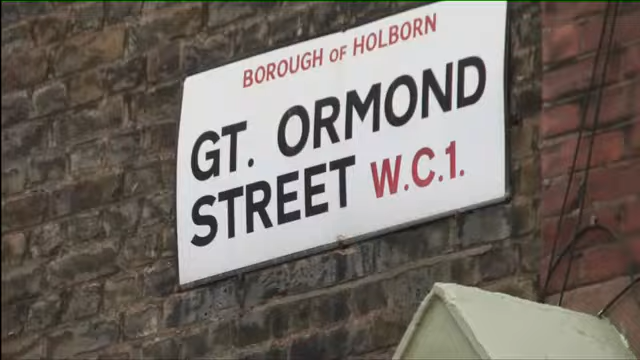 BOROUGH OF HOLBORN
GT. ORMOND
STREET W.C.1.